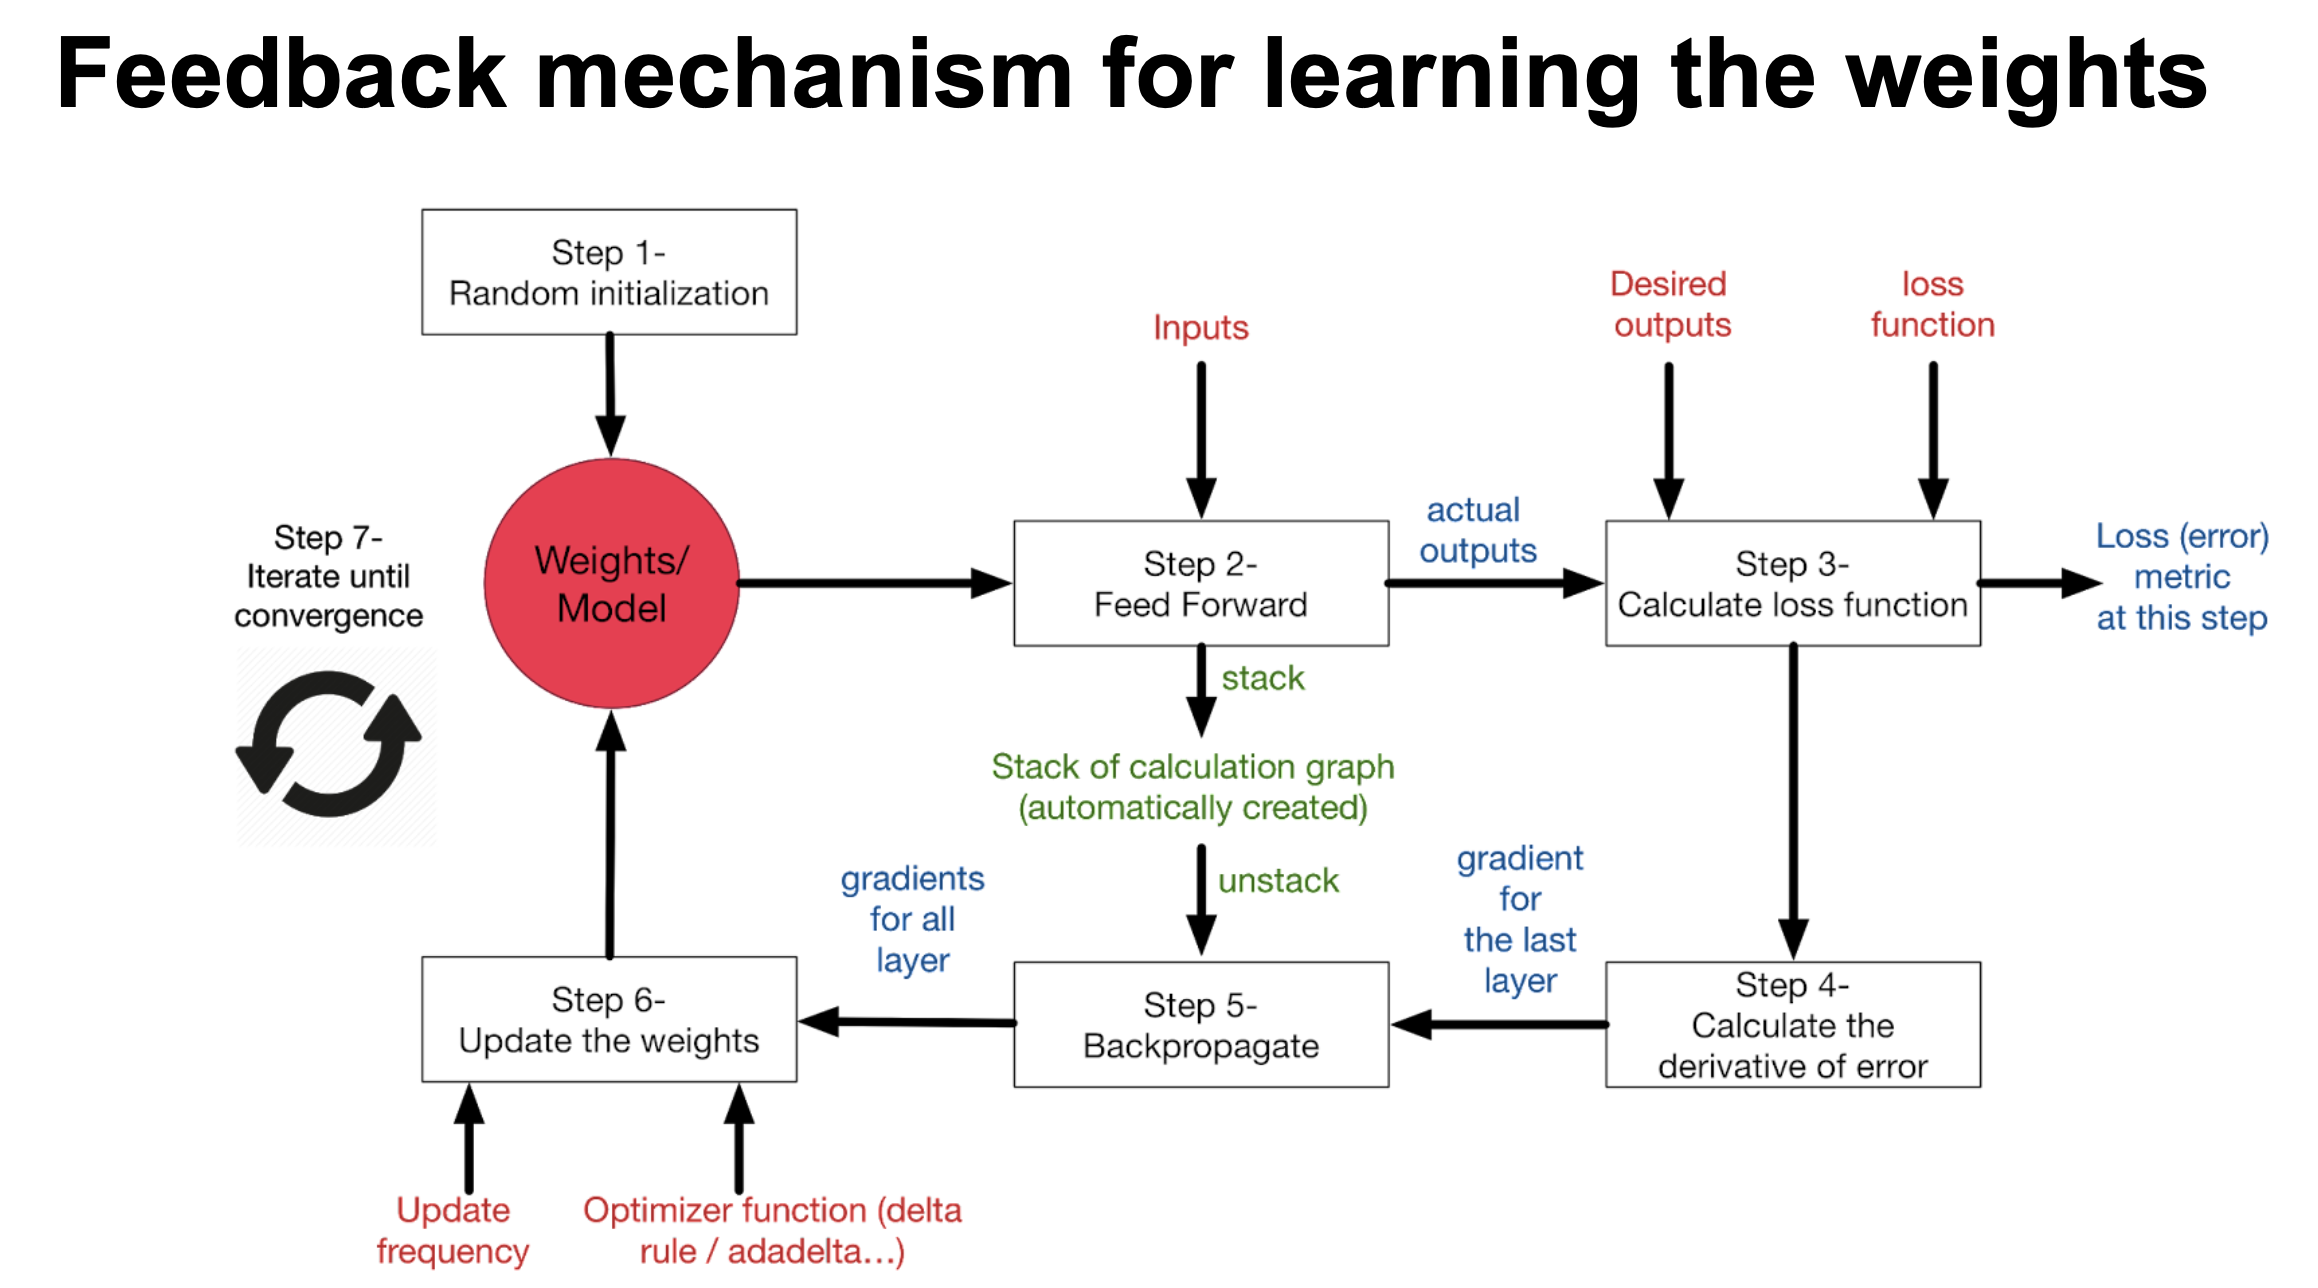 Feedback mechanism for learning the weights
Step 1-
Random initialization
Inputs
Desired
outputs
loss
function
Step 7-
Iterate until
convergence
Weights/
Model
Step 2-
Feed Forward
actual
outputs
Step 3-
Calculate loss function
Loss (error)
metric
at this step
stack
Stack of calculation graph
(automatically created)
unstack
gradients
for all
layer
gradient
for
the last
layer
Step 6-
Update the weights
Step 5-
Backpropagate
Step 4-
Calculate the
derivative of error
Update
frequency
Optimizer function (delta
rule / adadelta...)